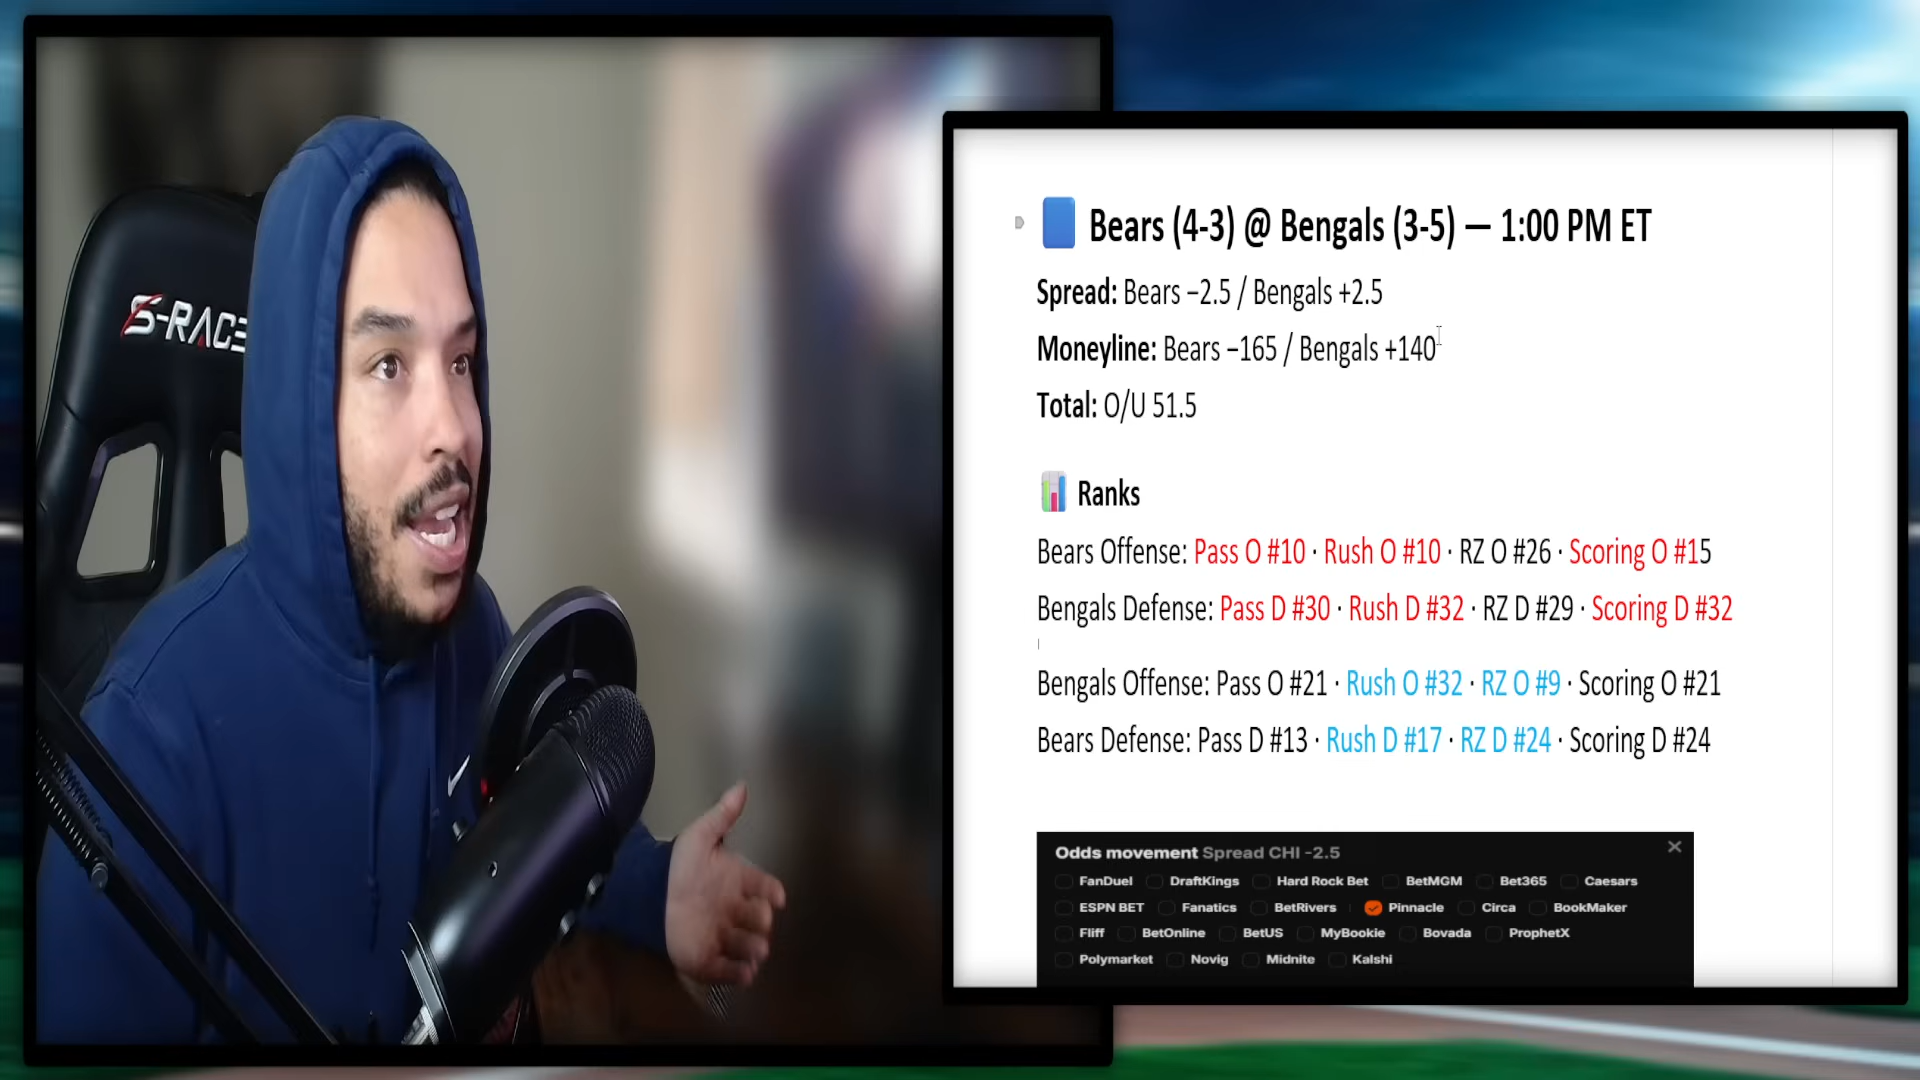 S-RACE
Bears (4-3) @ Bengals (3-5) — 1:00 PM ET
Spread: Bears −2.5 / Bengals +2.5
Moneyline: Bears −165 / Bengals +140
Total: O/U 51.5
Ranks
Bears Offense: Pass O #10 · Rush O #10 · RZ O #26 · Scoring O #15
Bengals Defense: Pass D #30 · Rush D #32 · RZ D #29 · Scoring D #32
Bengals Offense: Pass O #21 · Rush O #32 · RZ O #9 · Scoring O #21
Bears Defense: Pass D #13 · Rush D #17 · RZ D #24 · Scoring D #24
Odds movement Spread CHI -2.5
FanDuel DraftKings Hard Rock Bet BetMGM Bet365 Caesars
ESPN BET Fanatics BetRivers Pinnacle Circa BookMaker
Fliff BetOnline BetUS MyBookie Bovada ProphetX
Polymarket Novig Midnite Kalshi